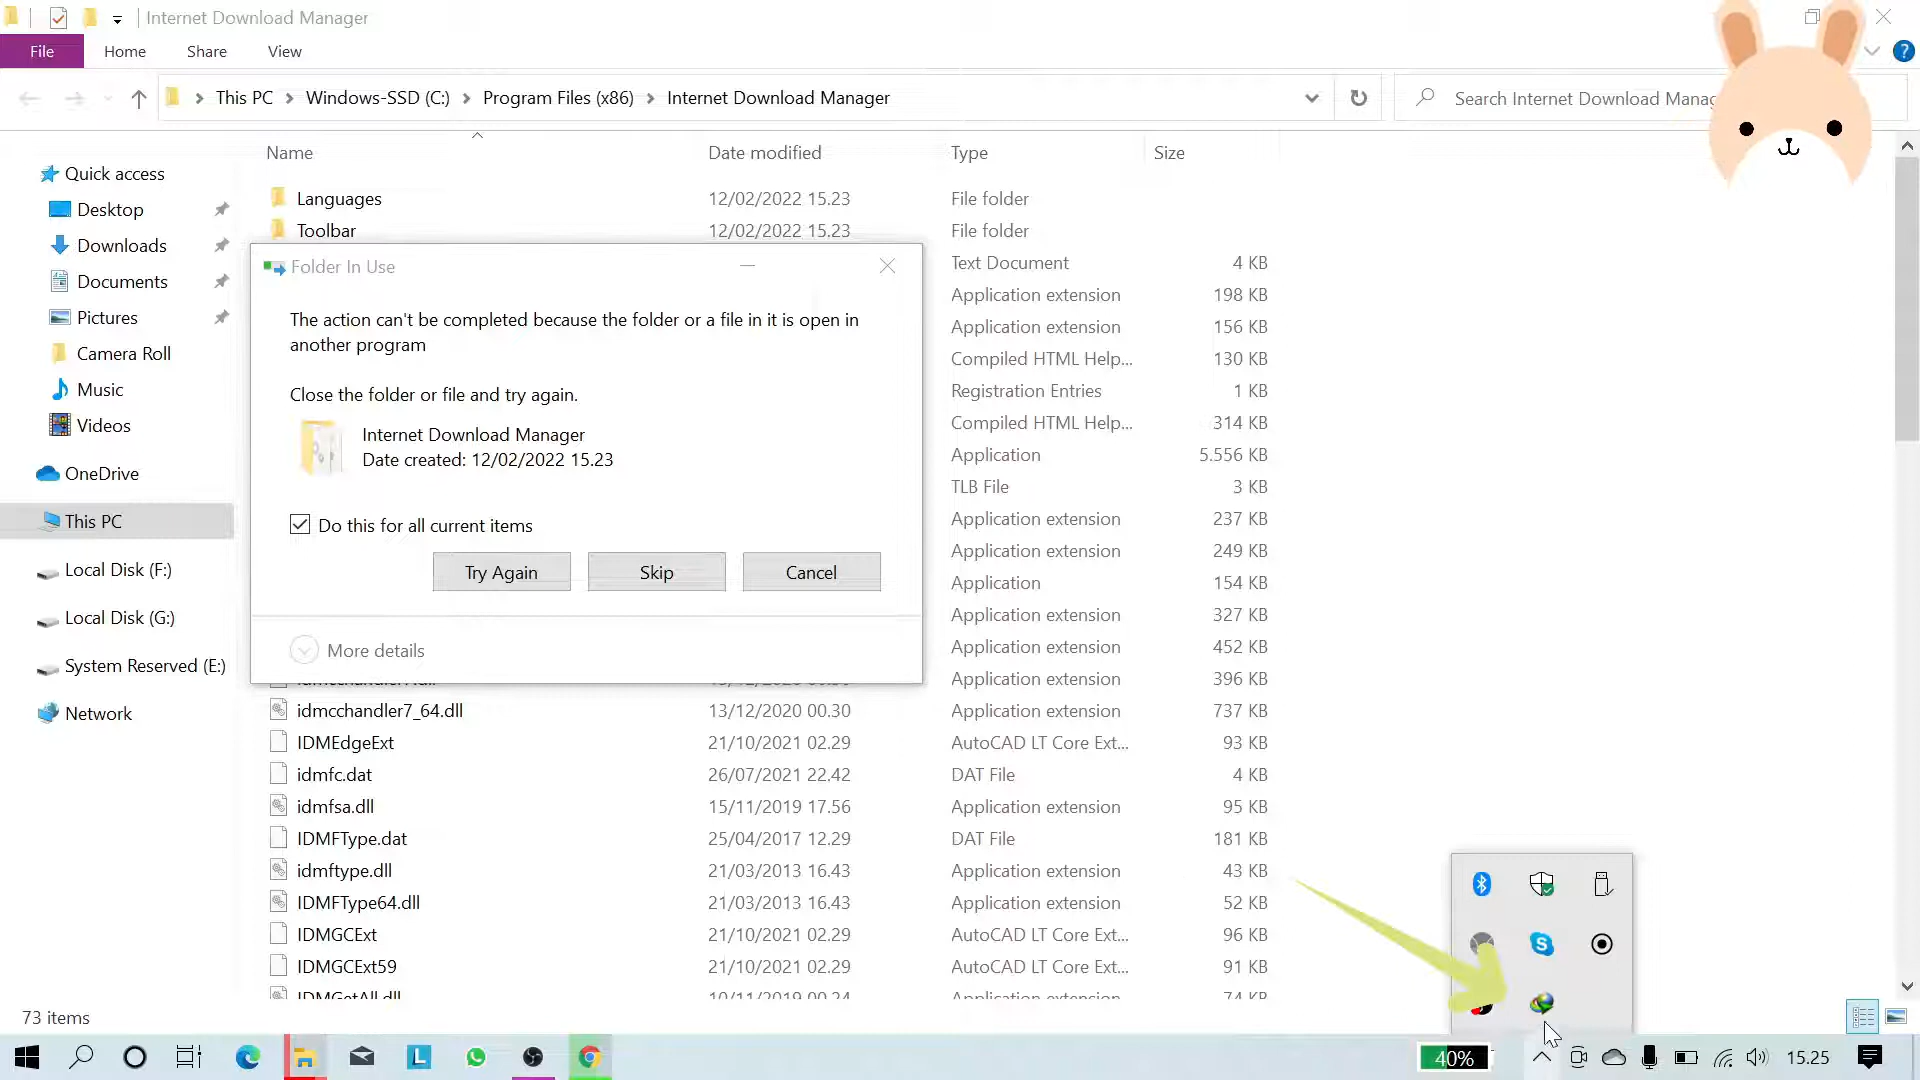 Internet Download Manager
File Home Share View
This PC Windows-SSD (C:) Program Files (x86) Internet Download Manager
Search Internet Download Manag
Name Date modified Type Size
Quick access
Desktop
Downloads
Documents
Pictures
Camera Roll
Music
Videos
OneDrive
This PC
Local Disk (F:)
Local Disk (G:)
System Reserved (E:)
Network
Languages 12/02/2022 15.23 File folder
Toolbar 12/02/2022 15.23 File folder
Text Document 4 KB
Application extension 198 KB
Application extension 156 KB
Compiled HTML Help... 130 KB
Registration Entries 1 KB
Compiled HTML Help... 314 KB
Application 5.556 KB
TLB File 3 KB
Application extension 237 KB
Application extension 249 KB
Application 154 KB
Application extension 327 KB
Application extension 452 KB
Application extension 396 KB
Folder In Use
The action can't be completed because the folder or a file in it is open in
another program
Close the folder or file and try again.
Internet Download Manager
Date created: 12/02/2022 15.23
Do this for all current items
Try Again Skip Cancel
More details
idmcchandler7_64.dll 13/12/2020 00.30 Application extension 737 KB
IDMEdgeExt 21/10/2021 02.29 AutoCAD LT Core Ext... 93 KB
idmfc.dat 26/07/2021 22.42 DAT File 4 KB
idmfsa.dll 15/11/2019 17.56 Application extension 95 KB
IDMFType.dat 25/04/2017 12.29 DAT File 181 KB
idmftype.dll 21/03/2013 16.43 Application extension 43 KB
IDMFType64.dll 21/03/2013 16.43 Application extension 52 KB
IDMGCExt 21/10/2021 02.29 AutoCAD LT Core Ext... 96 KB
IDMGCExt59 21/10/2021 02.29 AutoCAD LT Core Ext... 91 KB
IDMGetAll.dll 10/11/2019 00.24 Application extension 74 KB
73 items
40% 15.25